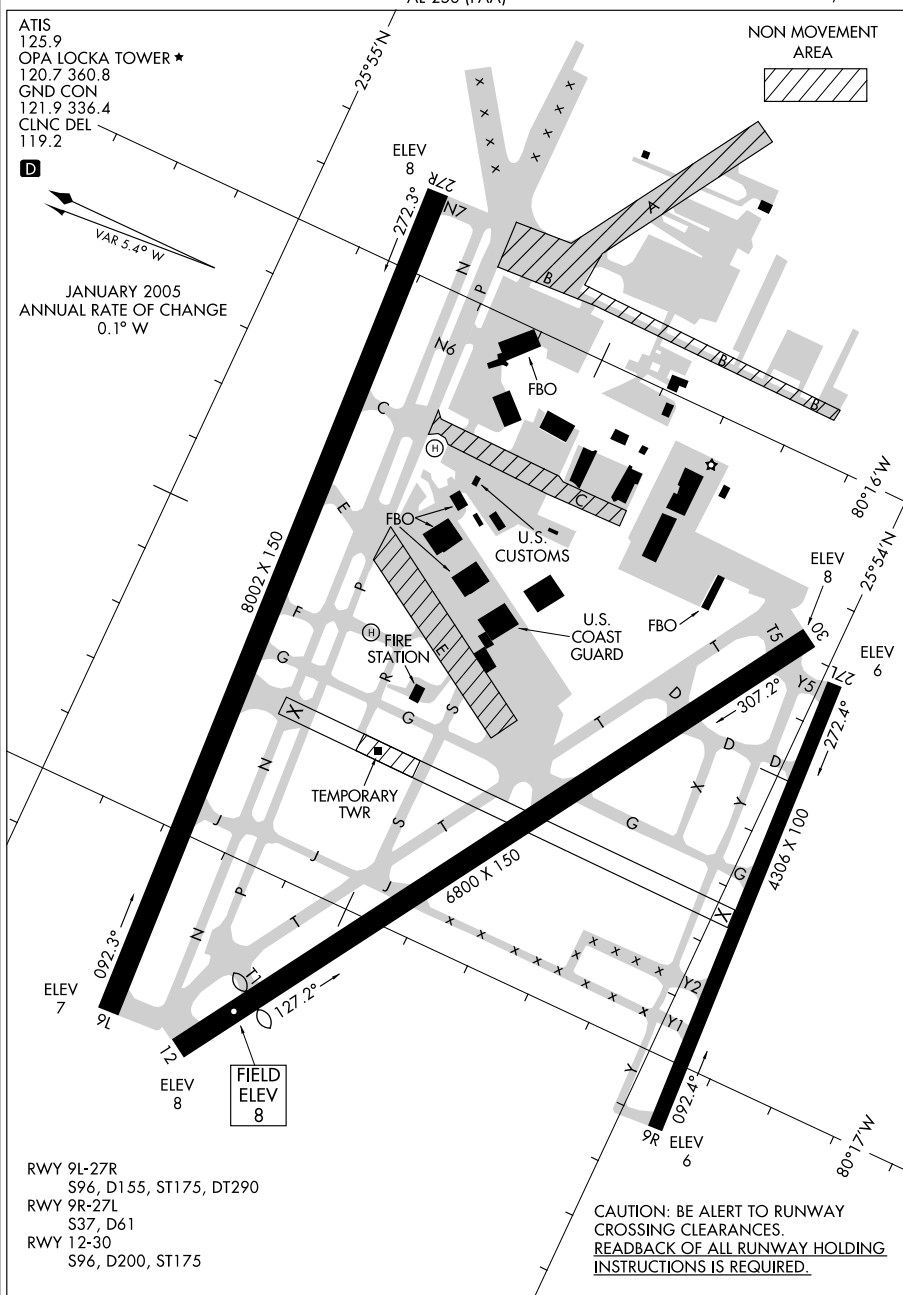 AL-256 (FAA)
ATIS
125.9
OPA LOCKA TOWER ★
120.7 360.8
GND CON
121.9 336.4
CLNC DEL
119.2
D
NON MOVEMENT
AREA
25°55'N
VAR 5.4° W
JANUARY 2005
ANNUAL RATE OF CHANGE
0.1° W
ELEV
8
27R
272.3°
N7
N
P
A
B
B
B
N6
FBO
C
H
C
80°16'W
25°54'N
E
FBO
U.S.
CUSTOMS
8002 X 150
P
F
H
FIRE
STATION
E
U.S.
COAST
GUARD
FBO
ELEV
8
T5
30
ELEV
6
27L
Y5
272.4°
G
R
G
S
T
D
T
307.2°
D
D
X
TEMPORARY
TWR
N
X
Y
G
4306 X 100
J
J
S
T
J
6800 X 150
G
X
P
T
N
T1
127.2°
092.3°
ELEV
7
9L
12
ELEV
8
FIELD
ELEV
8
Y2
Y1
Y
092.4°
9R
ELEV
6
80°17'W
RWY 9L-27R
S96, D155, ST175, DT290
RWY 9R-27L
S37, D61
RWY 12-30
S96, D200, ST175
CAUTION: BE ALERT TO RUNWAY
CROSSING CLEARANCES.
READBACK OF ALL RUNWAY HOLDING
INSTRUCTIONS IS REQUIRED.